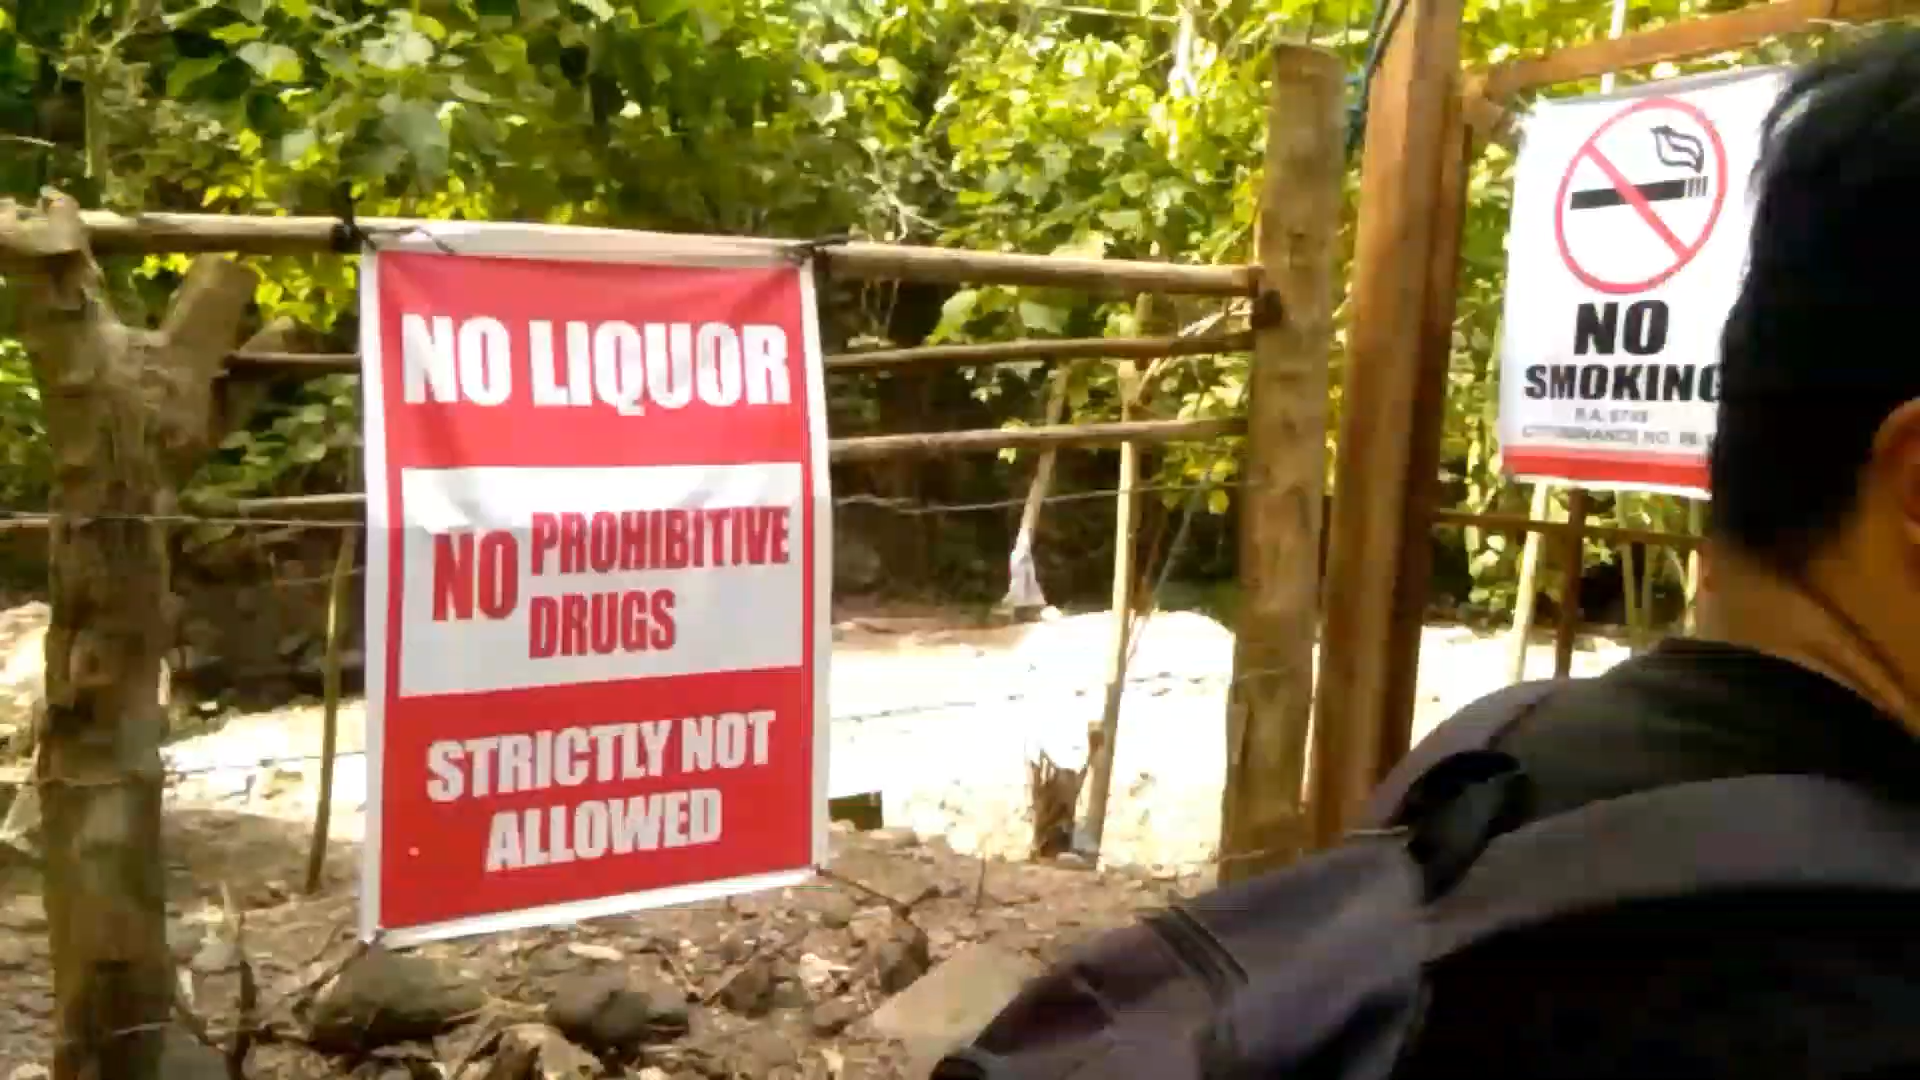 NO LIQUOR
NO PROHIBITIVE
DRUGS
STRICTLY NOT
ALLOWED
NO
SMOKING